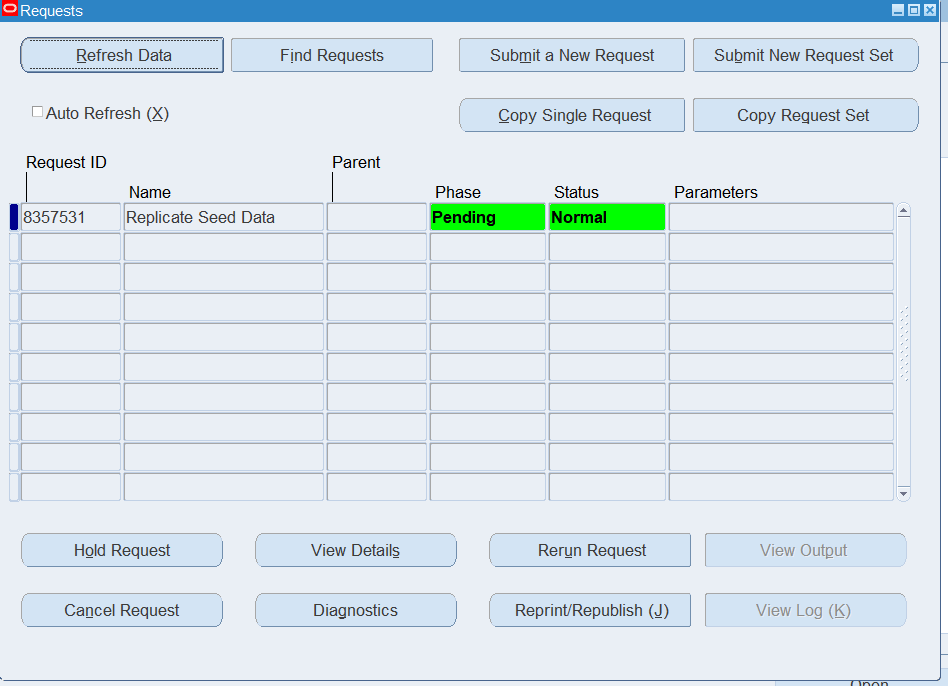 Requests
Refresh Data Find Requests Submit a New Request Submit New Request Set
Auto Refresh (X) Copy Single Request Copy Request Set
Request ID Parent
Name Phase Status Parameters
8357531 Replicate Seed Data Pending Normal
Hold Request View Details Rerun Request View Output
Cancel Request Diagnostics Reprint/Republish (J) View Log (K)
Open